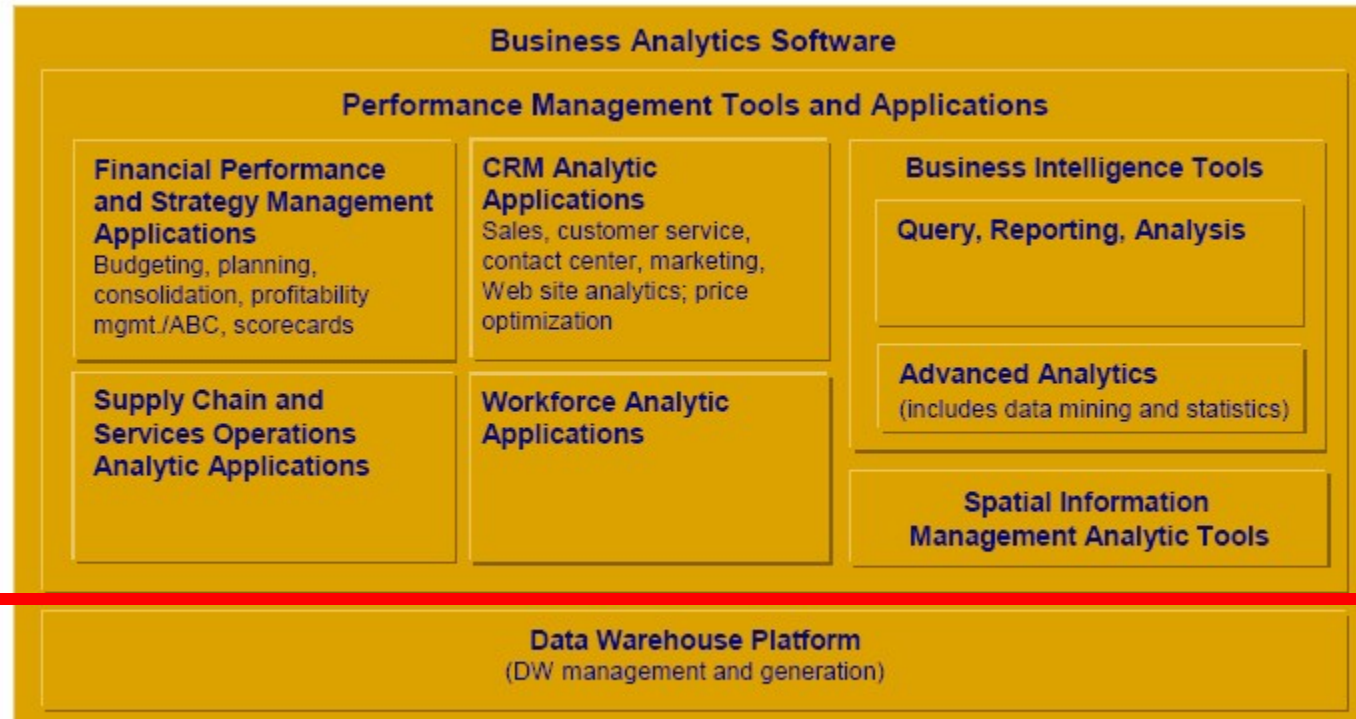 Business Analytics Software
Performance Management Tools and Applications
Financial Performance
and Strategy Management
Applications
Budgeting, planning,
consolidation, profitability
mgmt./ABC, scorecards
CRM Analytic
Applications
Sales, customer service,
contact center, marketing,
Web site analytics; price
optimization
Business Intelligence Tools
Query, Reporting, Analysis
Advanced Analytics
(includes data mining and statistics)
Supply Chain and
Services Operations
Analytic Applications
Workforce Analytic
Applications
Spatial Information
Management Analytic Tools
Data Warehouse Platform
(DW management and generation)